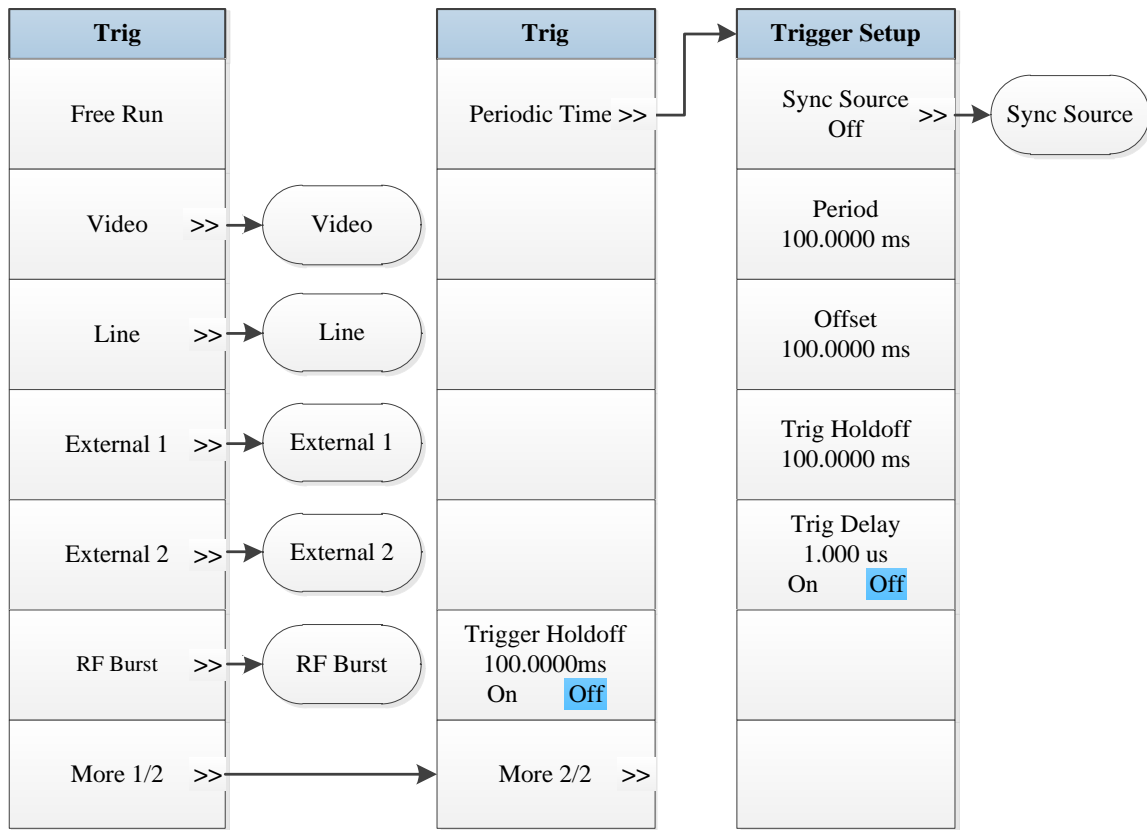 Trig
Free Run
Video >>
Video
Line >>
Line
External 1 >>
External 1
External 2 >>
External 2
RF Burst >>
RF Burst
More 1/2 >>
Trig
Periodic Time >>
Trigger Holdoff
100.0000ms
On Off
More 2/2 >>
Trigger Setup
Sync Source
Off
>>
Sync Source
Period
100.0000 ms
Offset
100.0000 ms
Trig Holdoff
100.0000 ms
Trig Delay
1.000 us
On Off